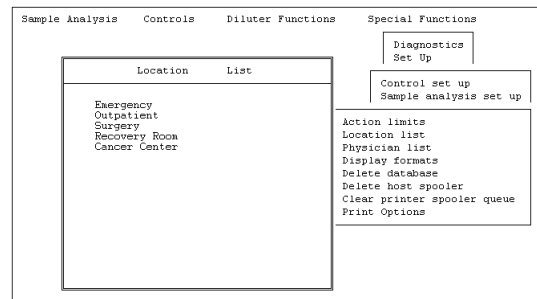 Sample Analysis Controls Diluter Functions Special Functions
Diagnostics
Set Up
Control set up
Sample analysis set up
Action limits
Location list
Physician list
Display formats
Delete database
Delete host spooler
Clear printer spooler queue
Print Options
Location List
Emergency
Outpatient
Surgery
Recovery Room
Cancer Center